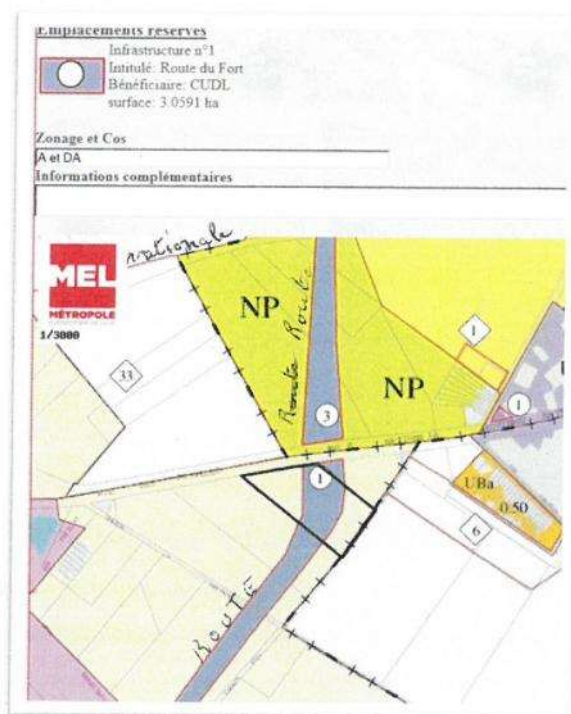 Emplacements réservés
Infrastructure n°1
Intitulé: Route du Fort
Bénéficiaire: CUDL
surface: 3.0591 ha
Zonage et Cos
A et DA
Informations complémentaires
nationale
MEL
MÉTROPOLE
1/3000
NP
Route Route
1
33
NP
3
1
1
UBa
0.50
6
ROUTE